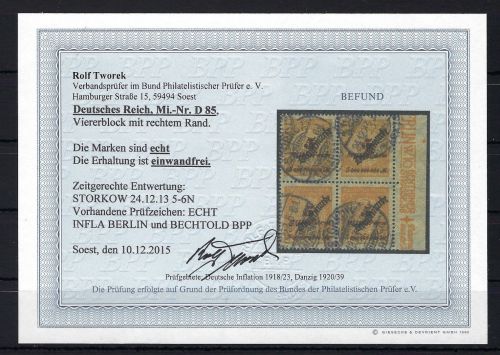 Rolf Tworek
Verbandsprüfer im Bund Philatelistischer Prüfer e. V.
Hamburger Straße 15, 59494 Soest
BEFUND
Deutsches Reich, Mi.-Nr. D 85,
Viererblock mit rechtem Rand.
Die Marken sind echt
Die Erhaltung ist einwandfrei.
Zeitgerechte Entwertung:
STORKOW 24.12.13 5-6N
Vorhandene Prüfzeichen: ECHT
INFLA BERLIN und BECHTOLD BPP
Soest, den 10.12.2015
Prüfgebiete: Deutsche Inflation 1918/23, Danzig 1920/39
Die Prüfung erfolgte auf Grund der Prüfordnung des Bundes der Philatelistischen Prüfer e.V.